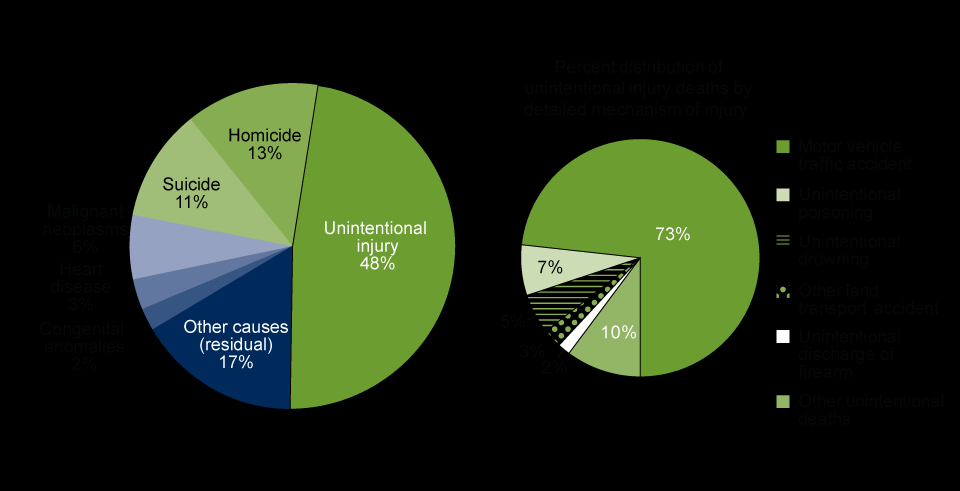 Percent distribution of
unintentional injury deaths by
detailed mechanism of injury
Homicide
13%
Suicide
11%
Malignant
neoplasms
Heart
disease
3%
Congenital
anomalies
2%
Other causes
(residual)
17%
Unintentional
injury
48%
73%
7%
5%
3%
2%
10%
Motor vehicle
traffic accident
Unintentional
poisoning
Unintentional
drowning
Other land
transport accident
Unintentional
discharge of
firearm
Other unintentional
deaths